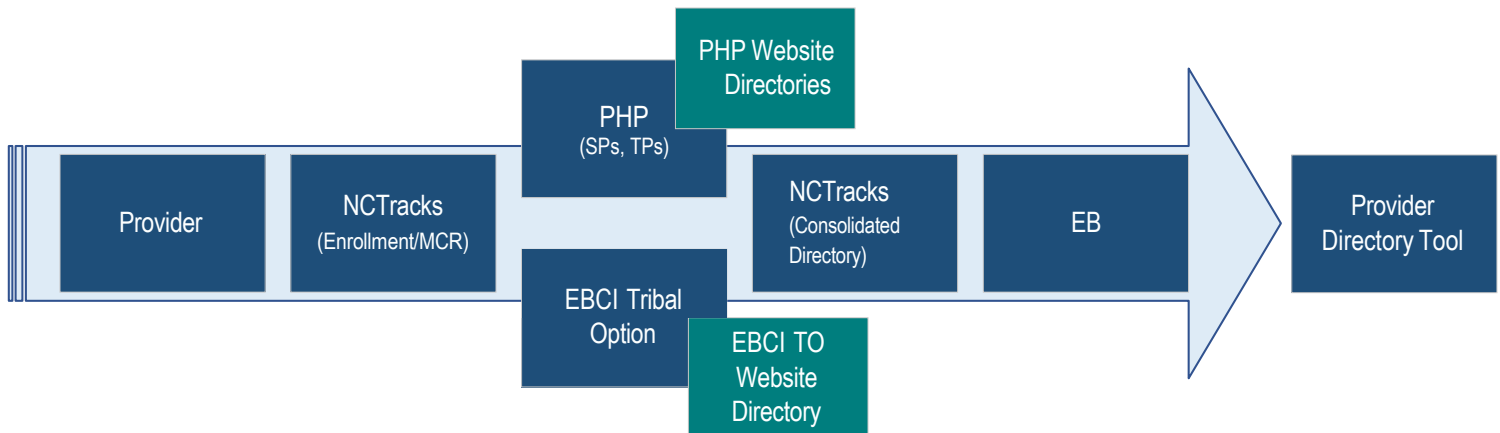 Provider
NCTracks
(Enrollment/MCR)
PHP
(SPs, TPs)
PHP Website
Directories
EBCI Tribal
Option
EBCI TO
Website
Directory
NCTracks
(Consolidated
Directory)
EB
Provider
Directory Tool